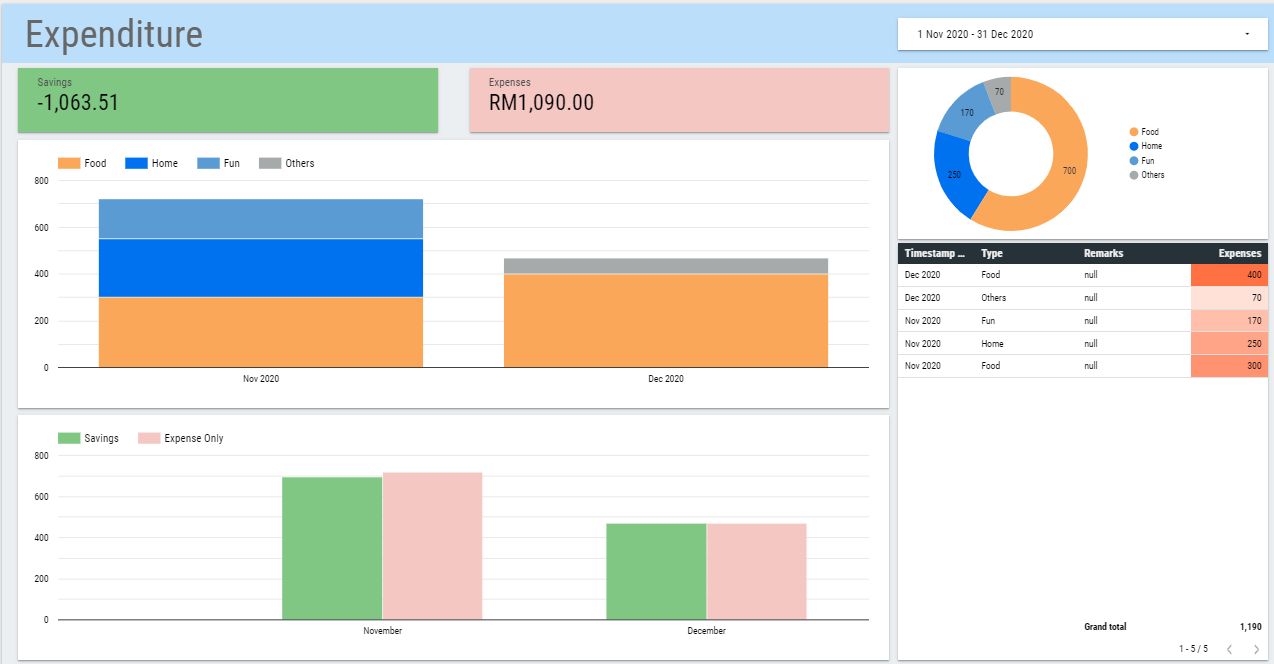 Expenditure
1 Nov 2020 - 31 Dec 2020
Savings
-1,063.51
Expenses
RM1,090.00
Food Home Fun Others
800
600
400
200
0
Nov 2020 Dec 2020
Savings Expense Only
800
600
400
200
0
November December
70
170
250
700
Food
Home
Fun
Others
Timestamp ... Type Remarks Expenses
Dec 2020 Food null 400
Dec 2020 Others null 70
Nov 2020 Fun null 170
Nov 2020 Home null 250
Nov 2020 Food null 300
Grand total 1,190
1 - 5 / 5